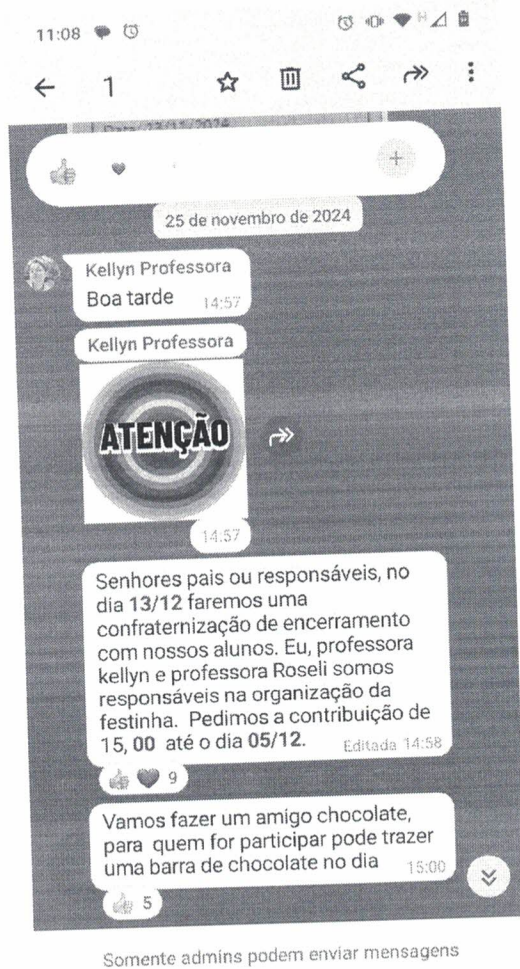 11:08
1
Data: 23/11/2024
25 de novembro de 2024
Kellyn Professora
Boa tarde 14:57
Kellyn Professora
ATENÇÃO
14:57
Senhores pais ou responsáveis, no
dia 13/12 faremos uma
confraternização de encerramento
com nossos alunos. Eu, professora
kellyn e professora Roseli somos
responsáveis na organização da
festinha. Pedimos a contribuição de
15, 00 até o dia 05/12. Editada 14:58
9
Vamos fazer um amigo chocolate,
para quem for participar pode trazer
uma barra de chocolate no dia 15:00
5
Somente admins podem enviar mensagens